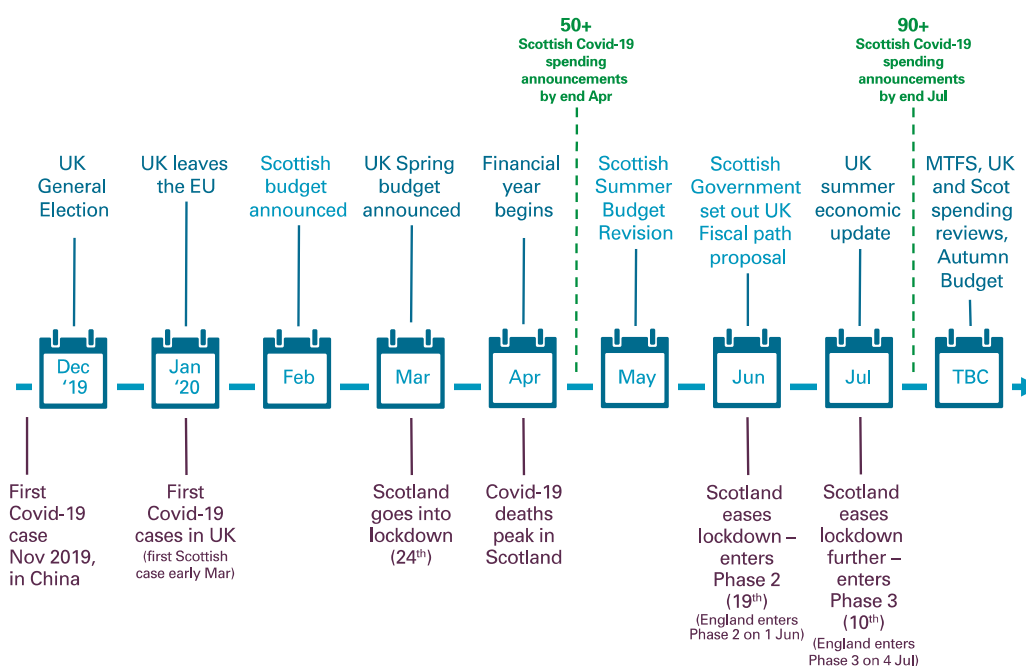 50+
Scottish Covid-19
spending
announcements
by end Apr
90+
Scottish Covid-19
spending
announcements
by end Jul
UK
General
Election
UK leaves
the EU
Scottish
budget
announced
UK Spring
budget
announced
Financial
year
begins
Scottish
Summer
Budget
Revision
Scottish
Government
set out UK
Fiscal path
proposal
UK
summer
economic
update
MTFS, UK
and Scot
spending
reviews,
Autumn
Budget
Dec
‘19
Jan
‘20
Feb
Mar
Apr
May
Jun
Jul
TBC
First
Covid-19
case
Nov 2019,
in China
First
Covid-19
cases in UK
(first Scottish
case early Mar)
Scotland
goes into
lockdown
(24th)
Covid-19
deaths
peak in
Scotland
Scotland
eases
lockdown –
enters
Phase 2
(19th)
(England enters
Phase 2 on 1 Jun)
Scotland
eases
lockdown
further –
enters
Phase 3
(10th)
(England enters
Phase 3 on 4 Jul)